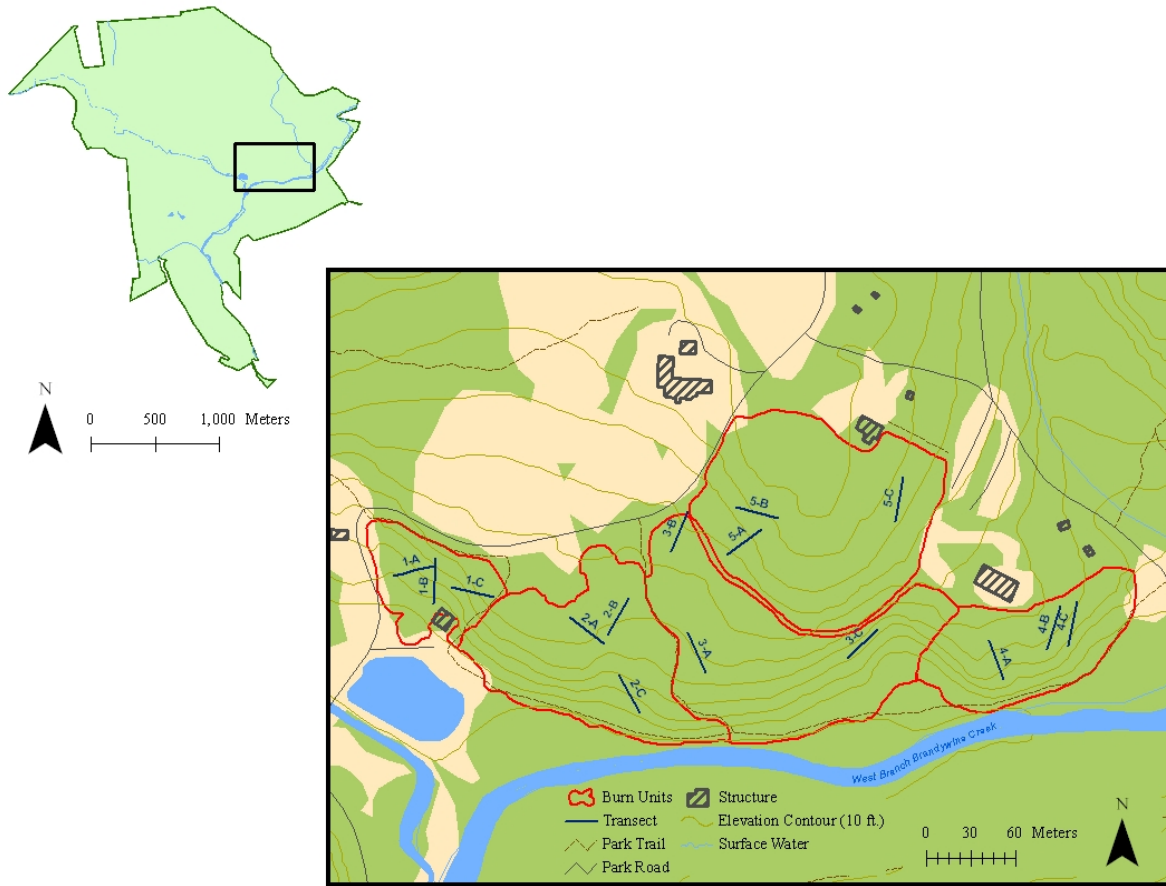 N
0 500 1,000 Meters
5-B
5-C
3-B
5-A
1-A
1-B
1-C
2-B
2-A
3-A
3-C
4-B
4-C
4-A
2-C
West Branch Brandywine Creek
Burn Units Structure
Transect Elevation Contour (10 ft.)
Park Trail Surface Water
Park Road
N
0 30 60 Meters